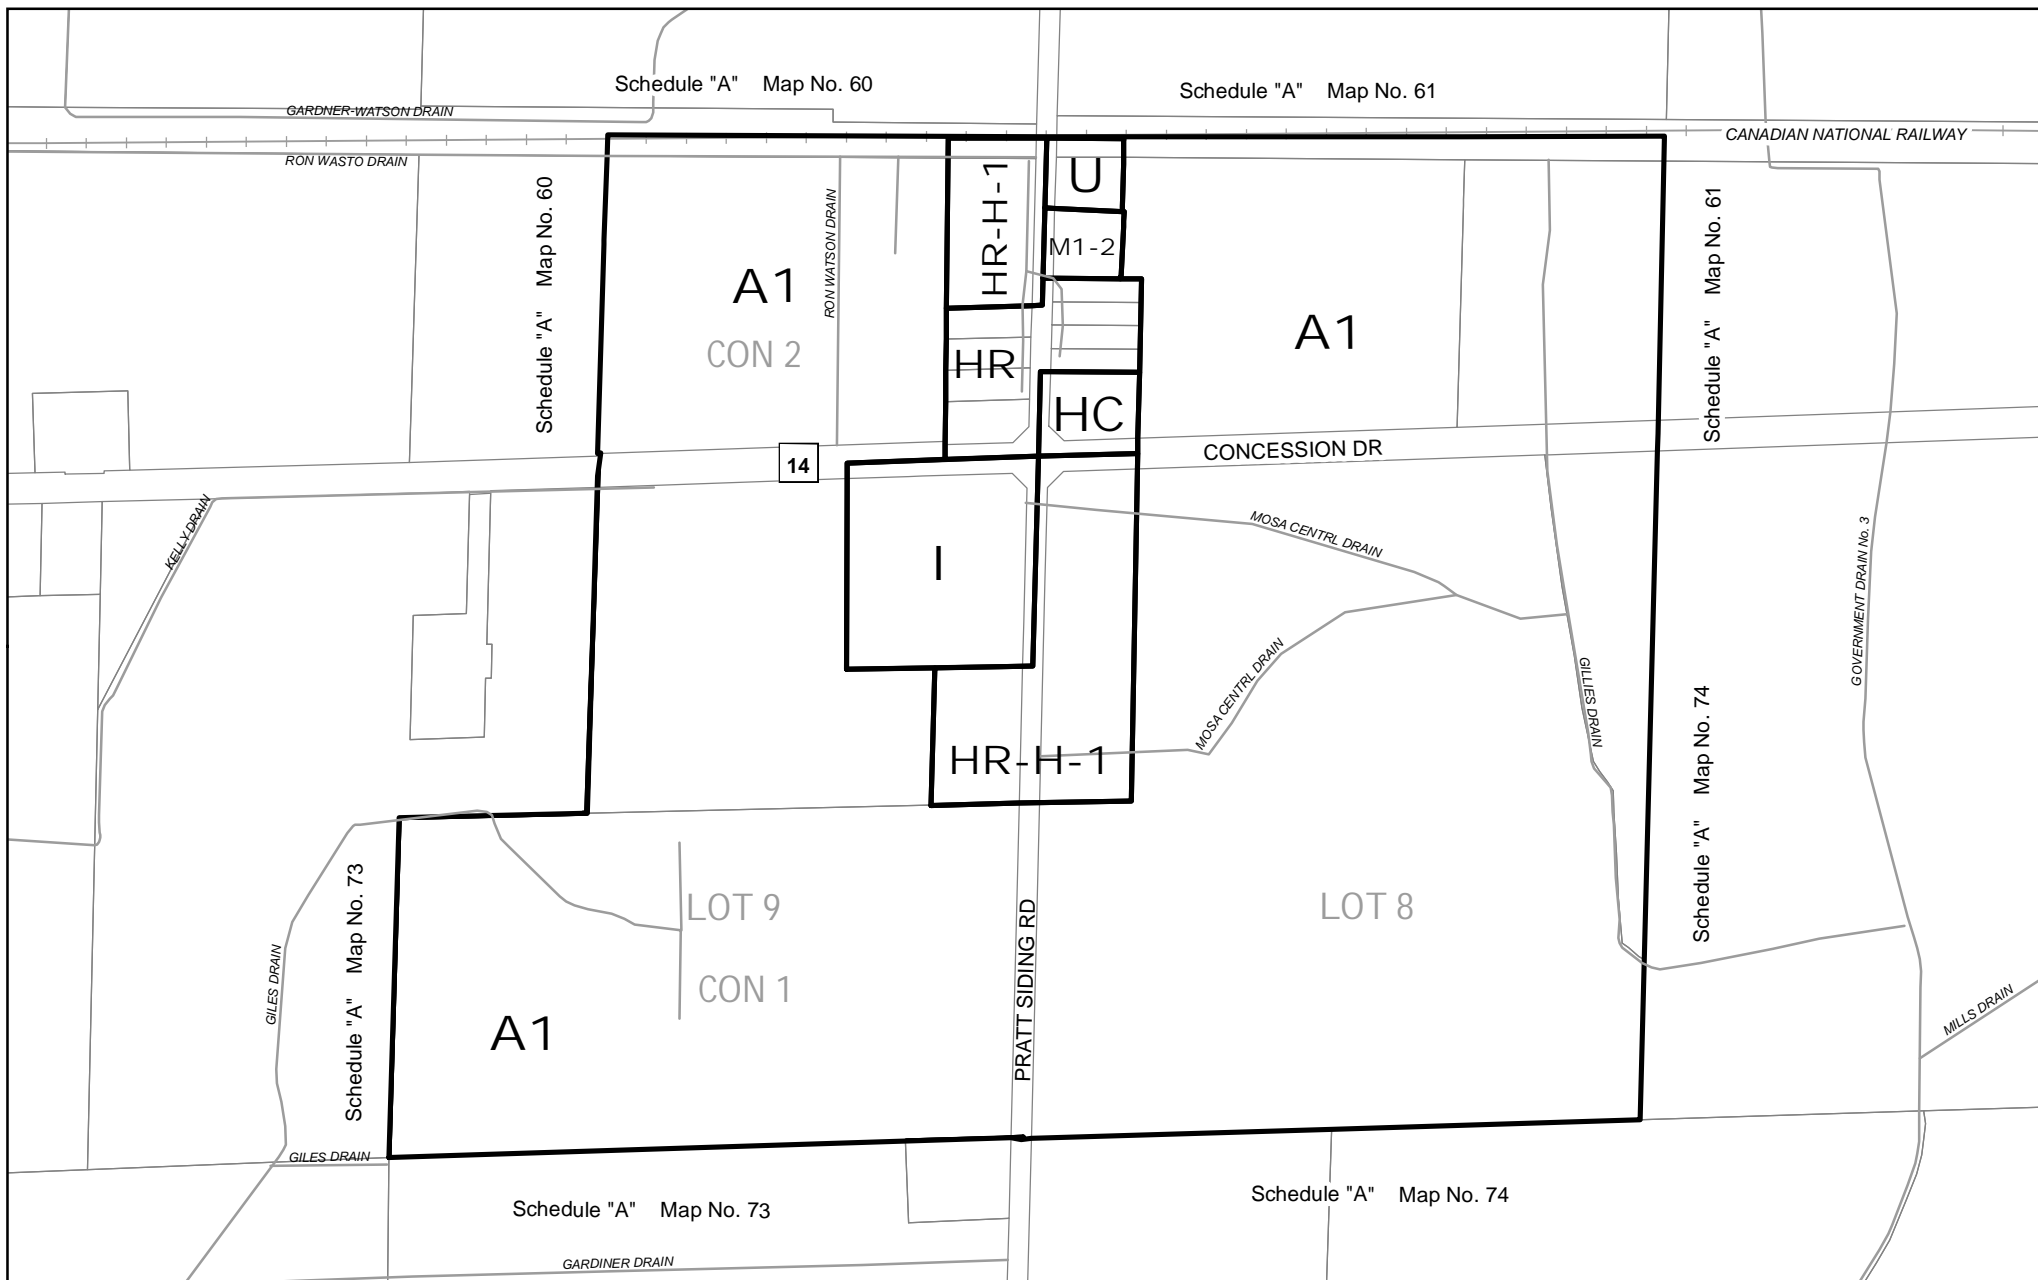 Schedule "A" Map No. 60
Schedule "A" Map No. 61
GARDNER-WATSON DRAIN
CANADIAN NATIONAL RAILWAY
RON WASTO DRAIN
Schedule "A" Map No. 60
RON WATSON DRAIN
HR-H-1
U
M1-2
Schedule "A" Map No. 61
A1
CON 2
A1
HR
HC
14
CONCESSION DR
KELLY DRAIN
I
MOSA CENTRL DRAIN
GOVERNMENT DRAIN No. 3
MOSA CENTRL DRAIN
GILLIES DRAIN
HR-H-1
Schedule "A" Map No. 74
Schedule "A" Map No. 73
LOT 9
LOT 8
GILES DRAIN
CON 1
PRATT SIDING RD
A1
MILLS DRAIN
GILES DRAIN
Schedule "A" Map No. 73
Schedule "A" Map No. 74
GARDINER DRAIN